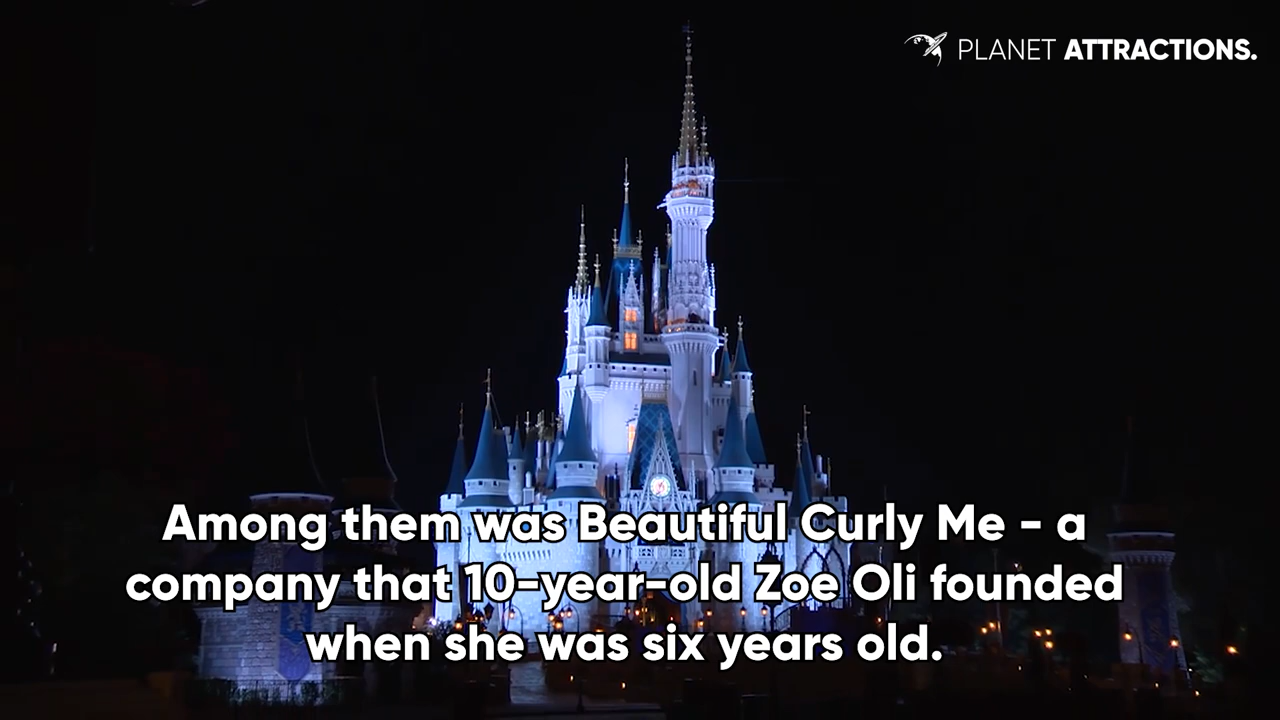 PLANET ATTRACTIONS.
Among them was Beautiful Curly Me - a
company that 10-year-old Zoe Oli founded
when she was six years old.